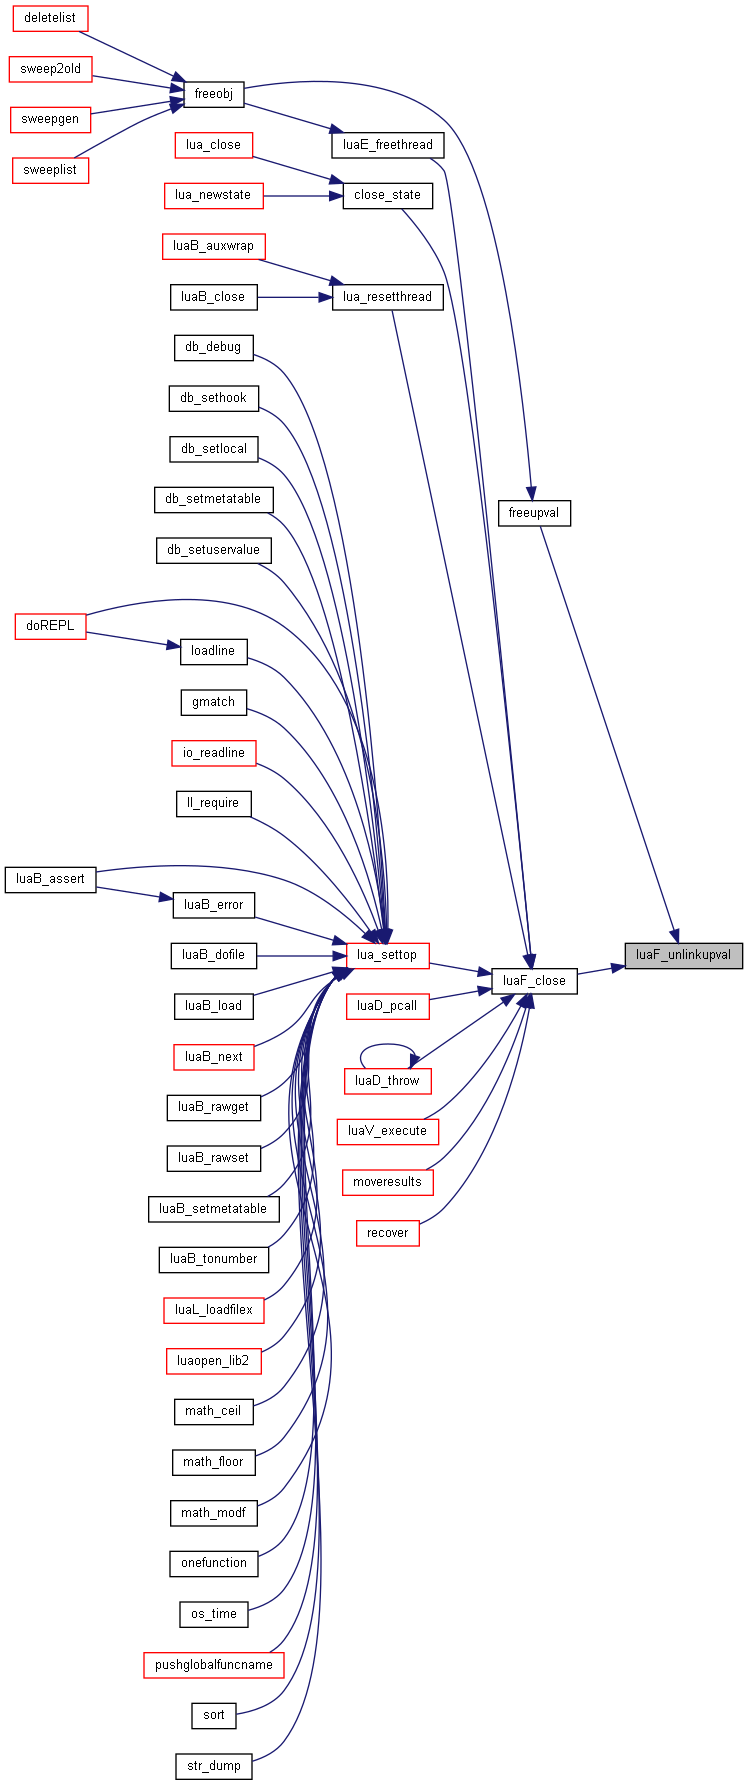 deletelist
sweep2old
freeobj
sweepgen
lua_close
luaE_freethread
sweeplist
lua_newstate
close_state
luaB_auxwrap
luaB_close
lua_resetthread
db_debug
db_sethook
db_setlocal
db_setmetatable
freeupval
db_setuservalue
doREPL
loadline
gmatch
io_readline
ll_require
luaB_assert
luaB_error
luaB_dofile
lua_settop
luaF_unlinkupval
luaF_close
luaB_load
luaD_pcall
luaB_next
luaD_throw
luaB_rawget
luaV_execute
luaB_rawset
moveresults
luaB_setmetatable
recover
luaB_tonumber
luaL_loadfilex
luaopen_lib2
math_ceil
math_floor
math_modf
onefunction
os_time
pushglobalfuncname
sort
str_dump